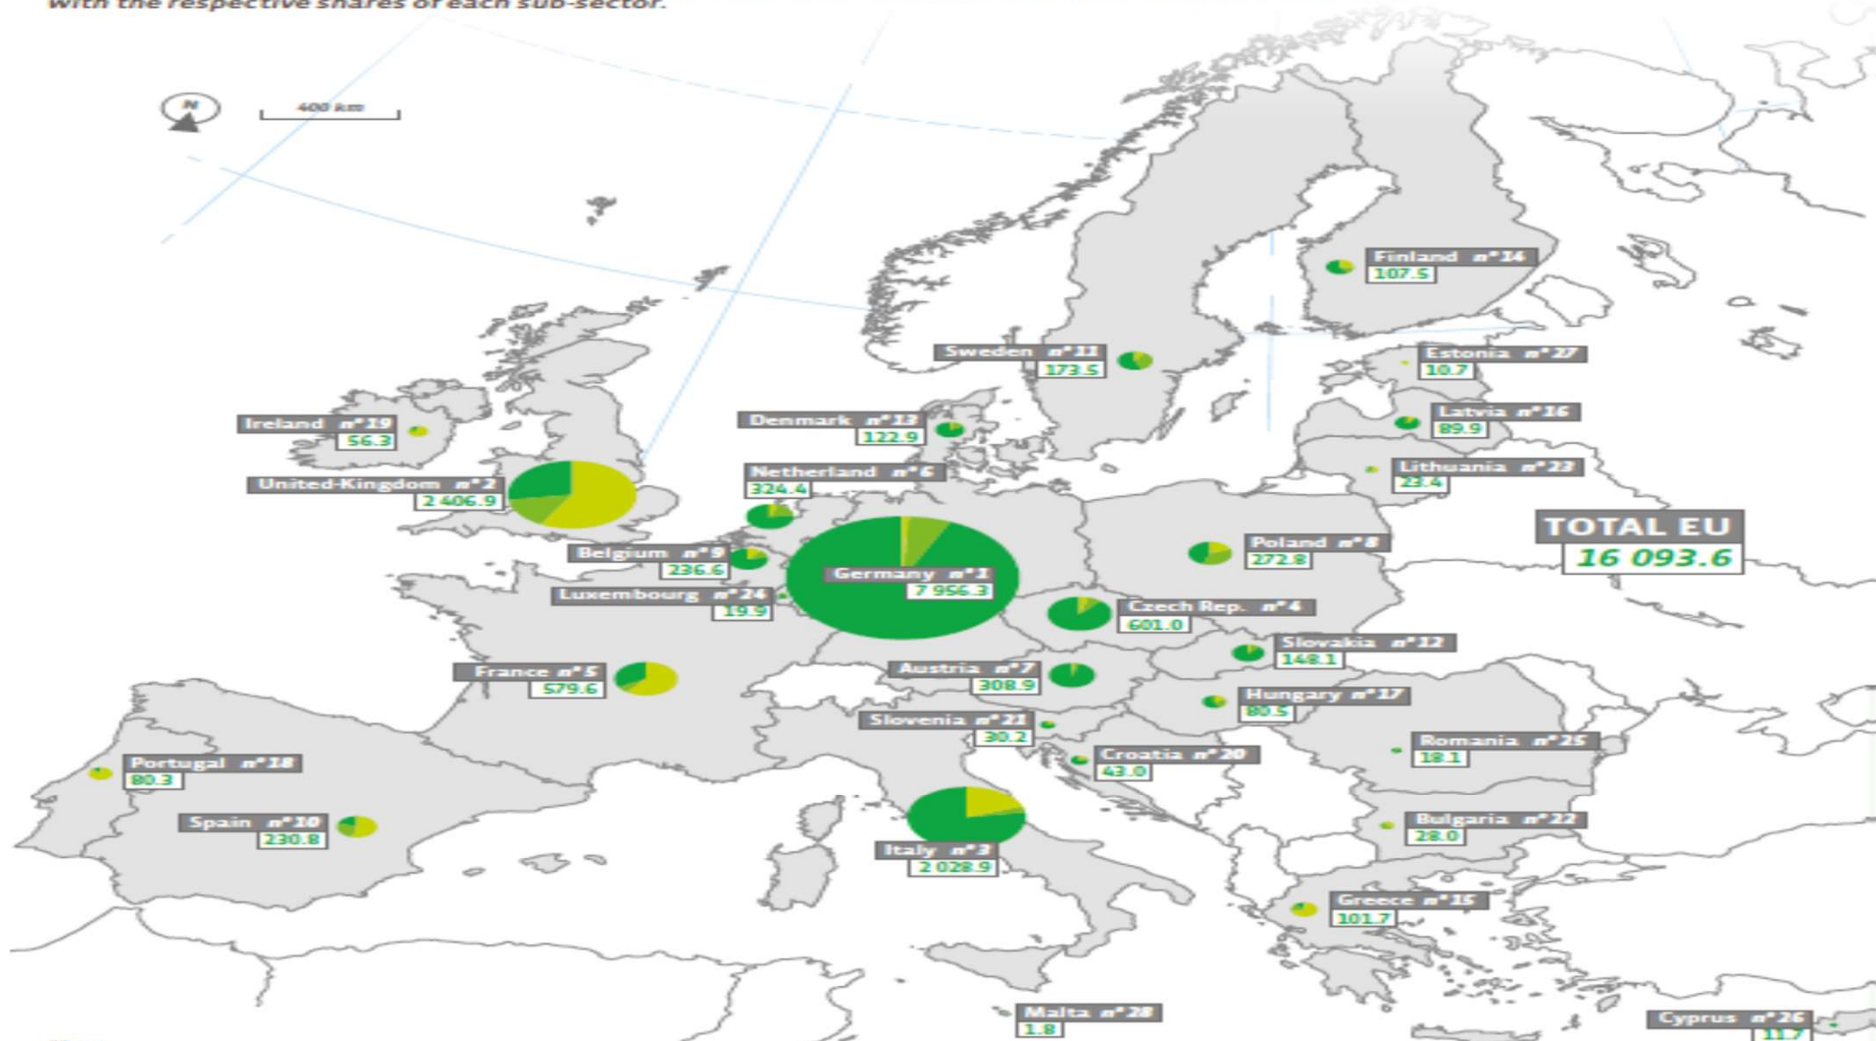 with the respective shares of each sub-sector.
N
400 km
Finland n°14
107.5
Sweden n°11
173.5
Estonia n°27
10.7
Ireland n°19
56.3
Denmark n°13
122.9
Latvia n°16
89.9
United-Kingdom n°2
2 406.9
Netherland n°6
324.4
Lithuania n°23
23.4
TOTAL EU
16 093.6
Belgium n°9
236.6
Germany n°1
7 956.3
Poland n°8
272.8
Luxembourg n°24
19.9
Czech Rep. n°4
601.0
Slovakia n°12
148.1
France n°5
579.6
Austria n°7
308.9
Hungary n°17
80.5
Slovenia n°21
30.2
Croatia n°20
43.0
Romania n°25
18.1
Portugal n°18
80.3
Spain n°10
230.8
Bulgaria n°22
28.0
Italy n°3
2 028.9
Greece n°15
101.7
Malta n°28
1.8
Cyprus n°26
11.7